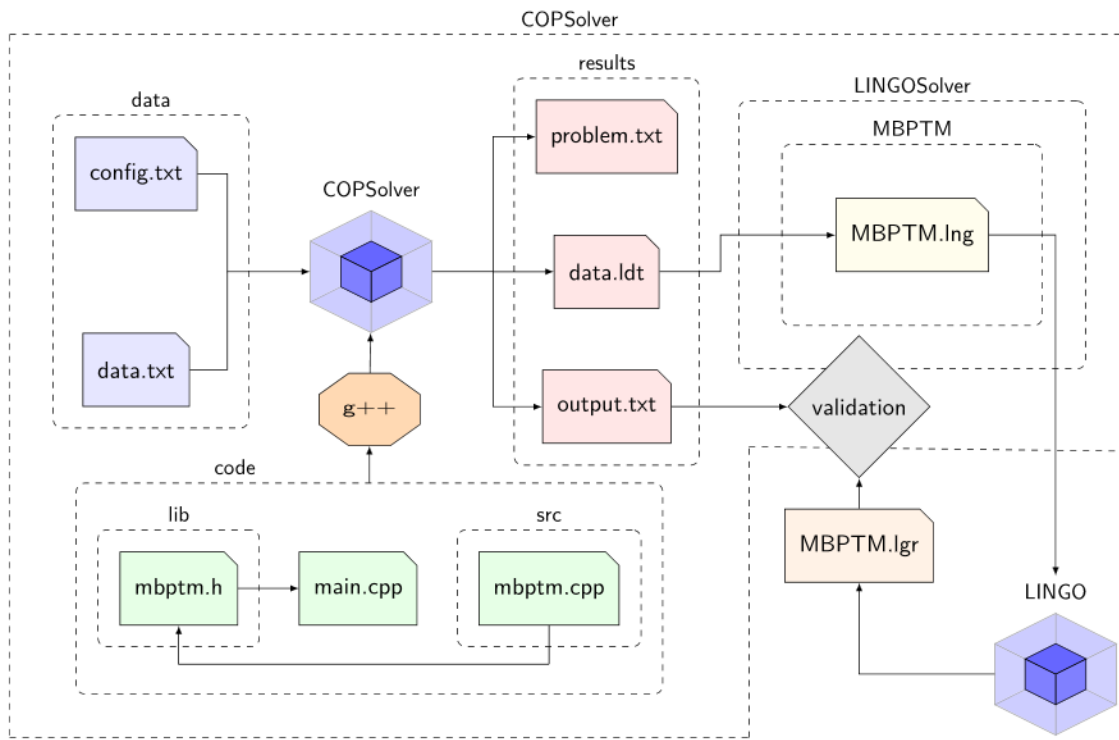 COPSolver
data
config.txt
data.txt
COPSolver
g++
code
lib
mbptm.h
main.cpp
src
mbptm.cpp
results
problem.txt
data.ldt
output.txt
LINGOSolver
MBPTM
MBPTM.lng
validation
MBPTM.lgr
LINGO